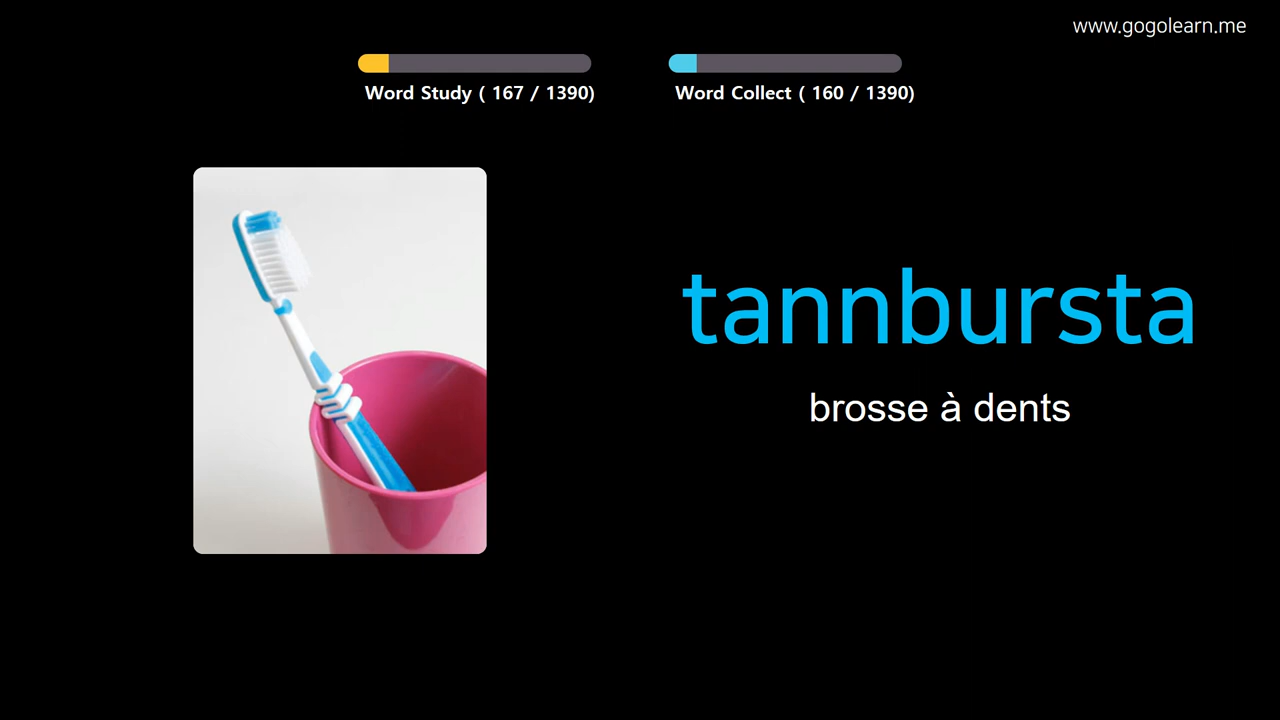 www.gogolearn.me
Word Study ( 167 / 1390)
Word Collect ( 160 / 1390)
tannbursta
brosse à dents